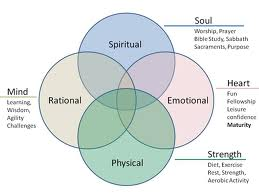 Soul
Worship, Prayer
Bible Study, Sabbath
Sacraments, Purpose
Spiritual
Mind
Learning,
Wisdom,
Agility
Challenges
Rational
Emotional
Heart
Fun
Fellowship
Leisure
confidence
Maturity
Physical
Strength
Diet, Exercise
Rest, Strength,
Aerobic Activity